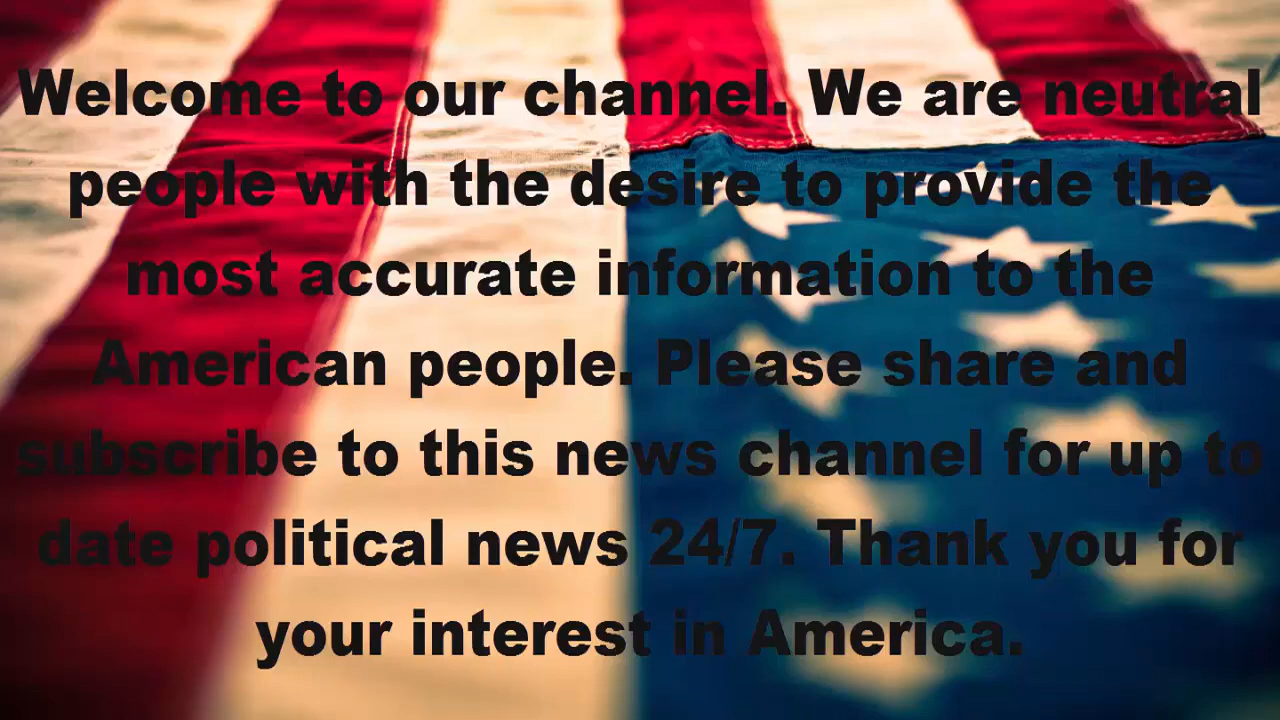 Welcome to our channel. We are neutral
people with the desire to provide the
most accurate information to the
American people. Please share and
subscribe to this news channel for up to
date political news 24/7. Thank you for
your interest in America.